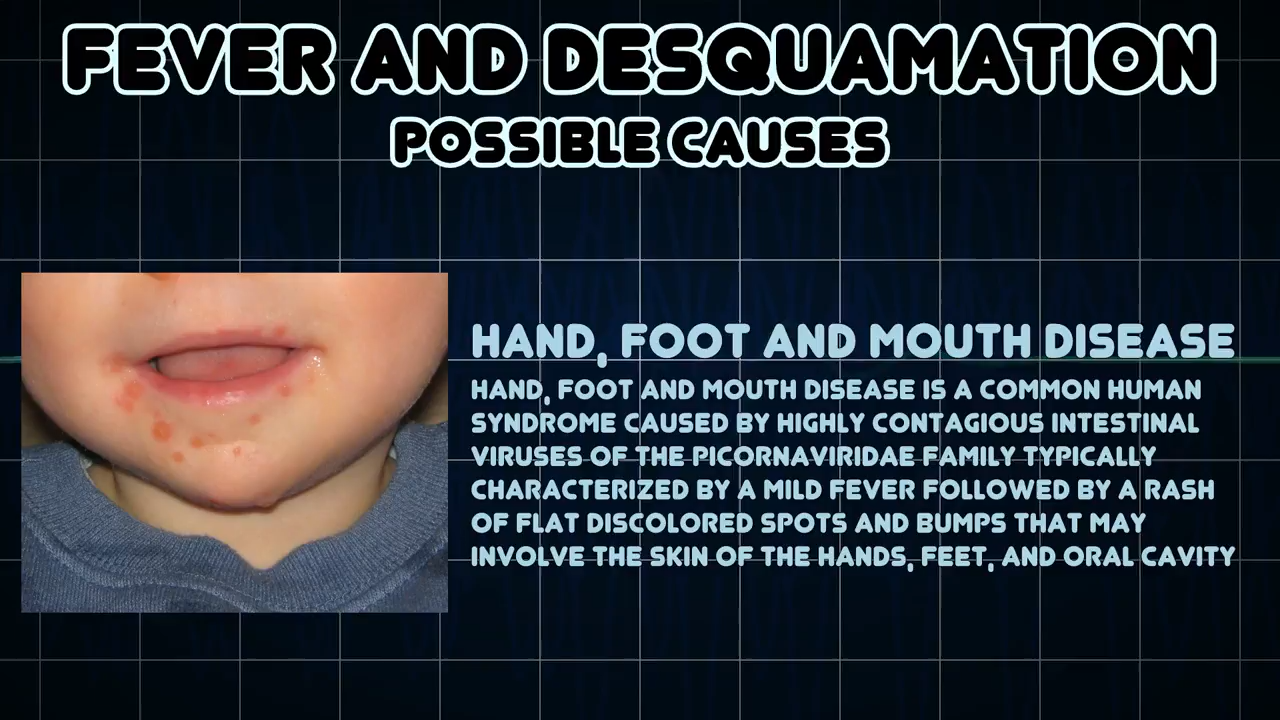 FEVER AND DESQUAMATION
POSSIBLE CAUSES
HAND, FOOT AND MOUTH DISEASE
HAND, FOOT AND MOUTH DISEASE IS A COMMON HUMAN
SYNDROME CAUSED BY HIGHLY CONTAGIOUS INTESTINAL
VIRUSES OF THE PICORNAVIRIDAE FAMILY TYPICALLY
CHARACTERIZED BY A MILD FEVER FOLLOWED BY A RASH
OF FLAT DISCOLORED SPOTS AND BUMPS THAT MAY
INVOLVE THE SKIN OF THE HANDS, FEET, AND ORAL CAVITY